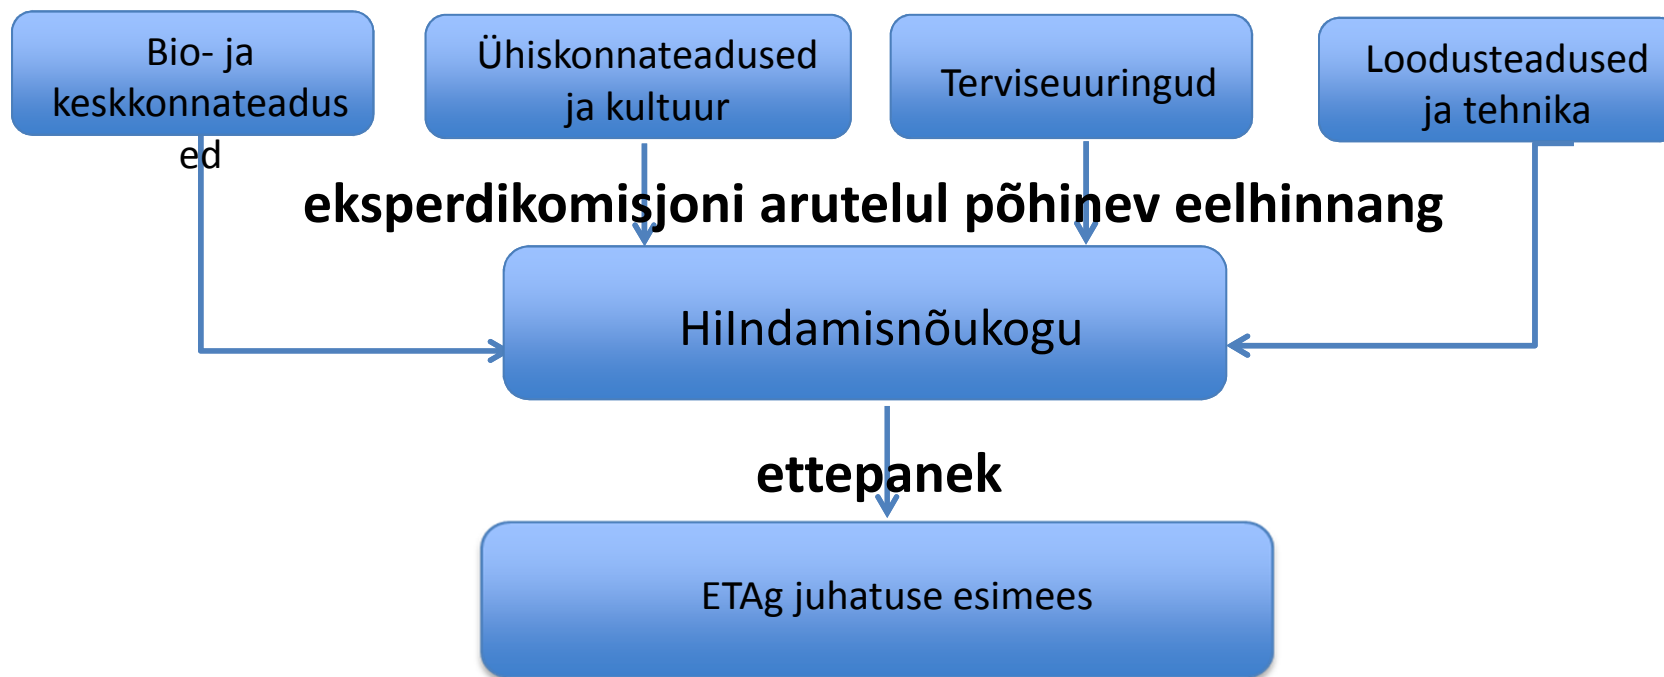 Bio- ja
keskkonnateadus
ed
Ühiskonnateadused
ja kultuur
Terviseuuringud
Loodusteadused
ja tehnika
eksperdikomisjoni arutelul põhinev eelhinnang
HiIndamisnõukogu
ettepanek
ETAg juhatuse esimees